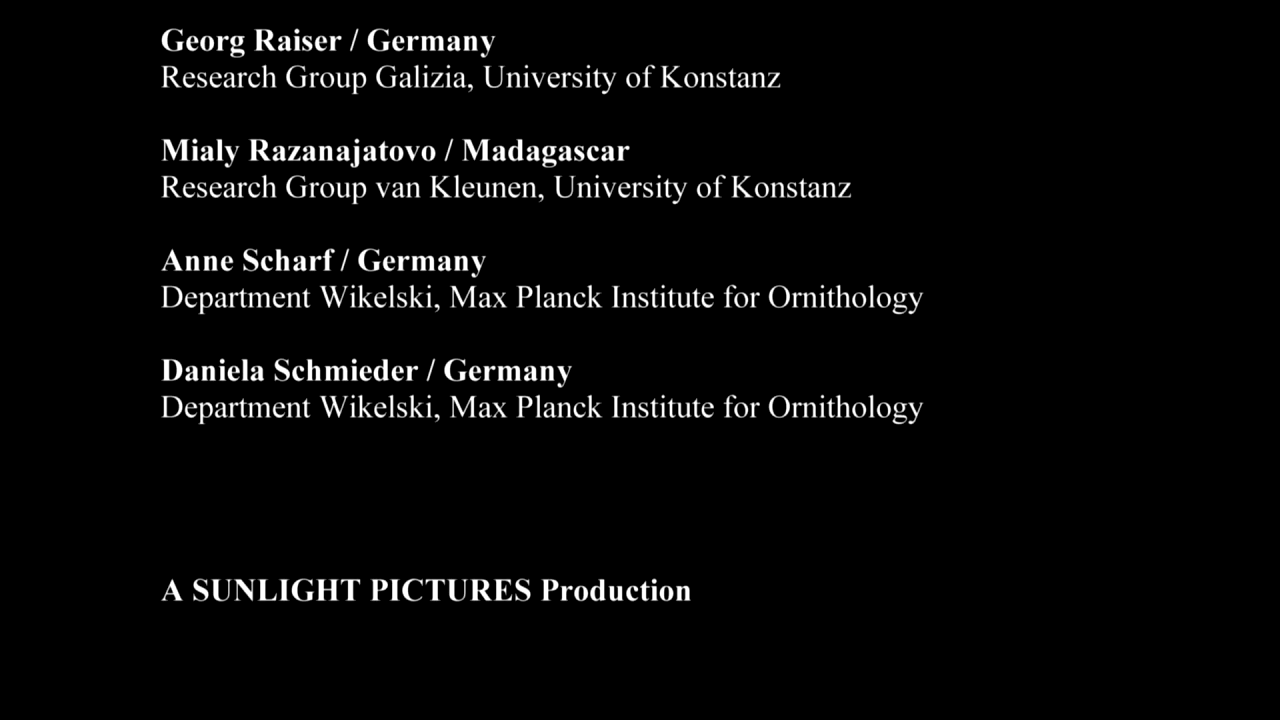 Georg Raiser / Germany
Research Group Galizia, University of Konstanz
Mialy Razanajatovo / Madagascar
Research Group van Kleunen, University of Konstanz
Anne Scharf / Germany
Department Wikelski, Max Planck Institute for Ornithology
Daniela Schmieder / Germany
Department Wikelski, Max Planck Institute for Ornithology
A SUNLIGHT PICTURES Production